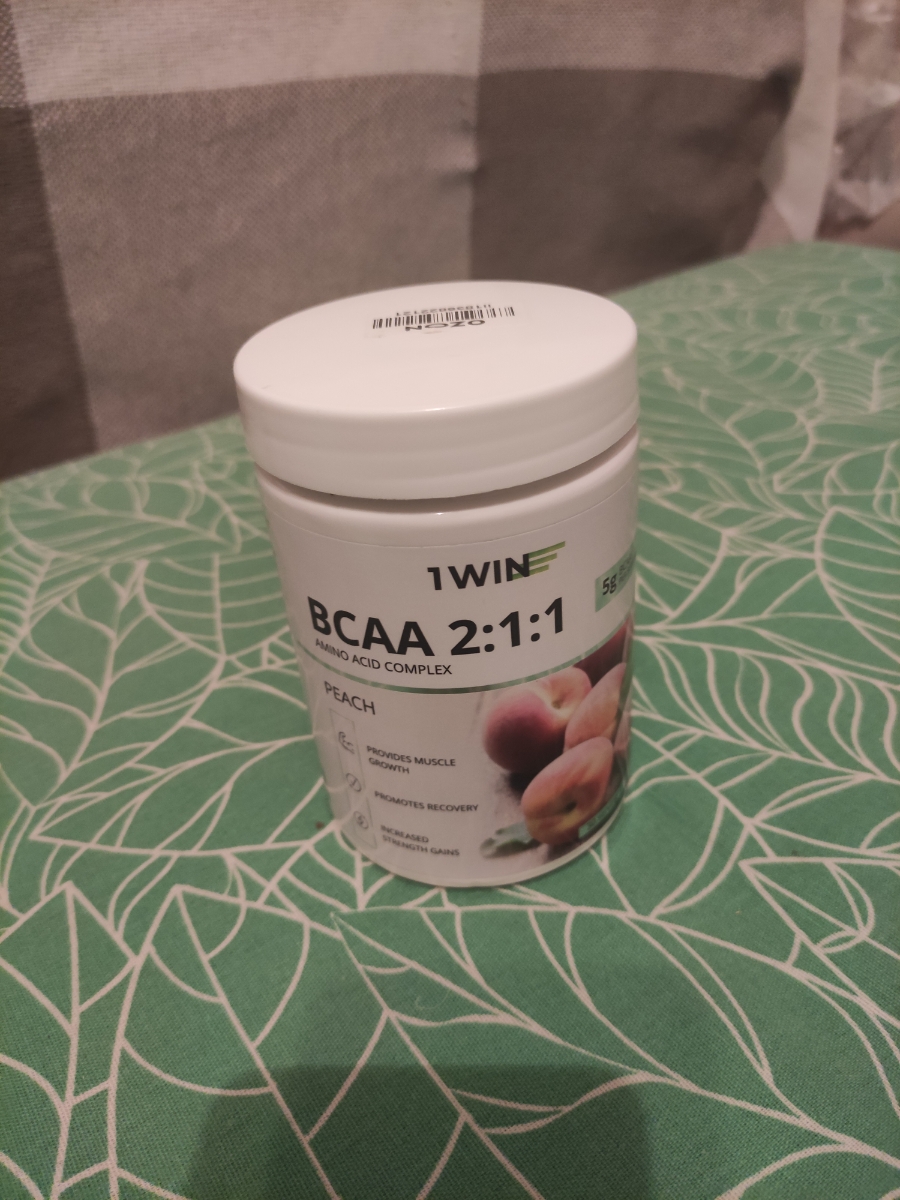 OZON
1WIN
5g
BCAA 2:1:1
AMINO ACID COMPLEX
PEACH
PROVIDES MUSCLE
GROWTH
PROMOTES RECOVERY
INCREASED
STRENGTH GAINS